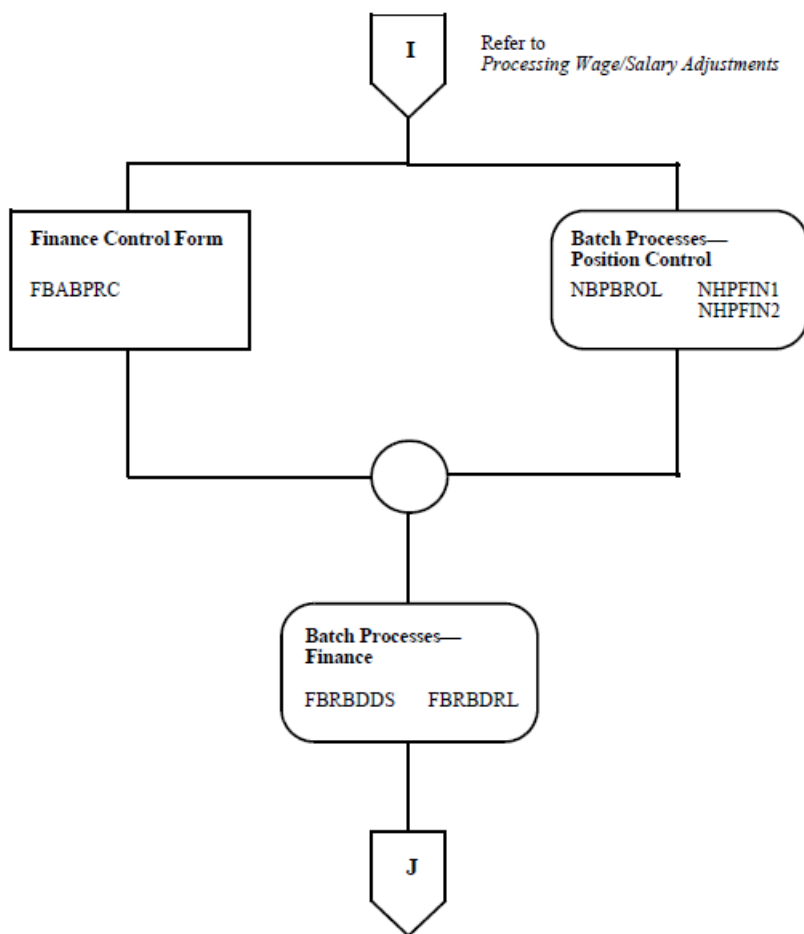 I
Refer to
Processing Wage/Salary Adjustments
Finance Control Form
FBABPRC
Batch Processes—
Position Control
NBPBROL NHPFIN1
NHPFIN2
Batch Processes—
Finance
FBRBDDS FBRBDRL
J